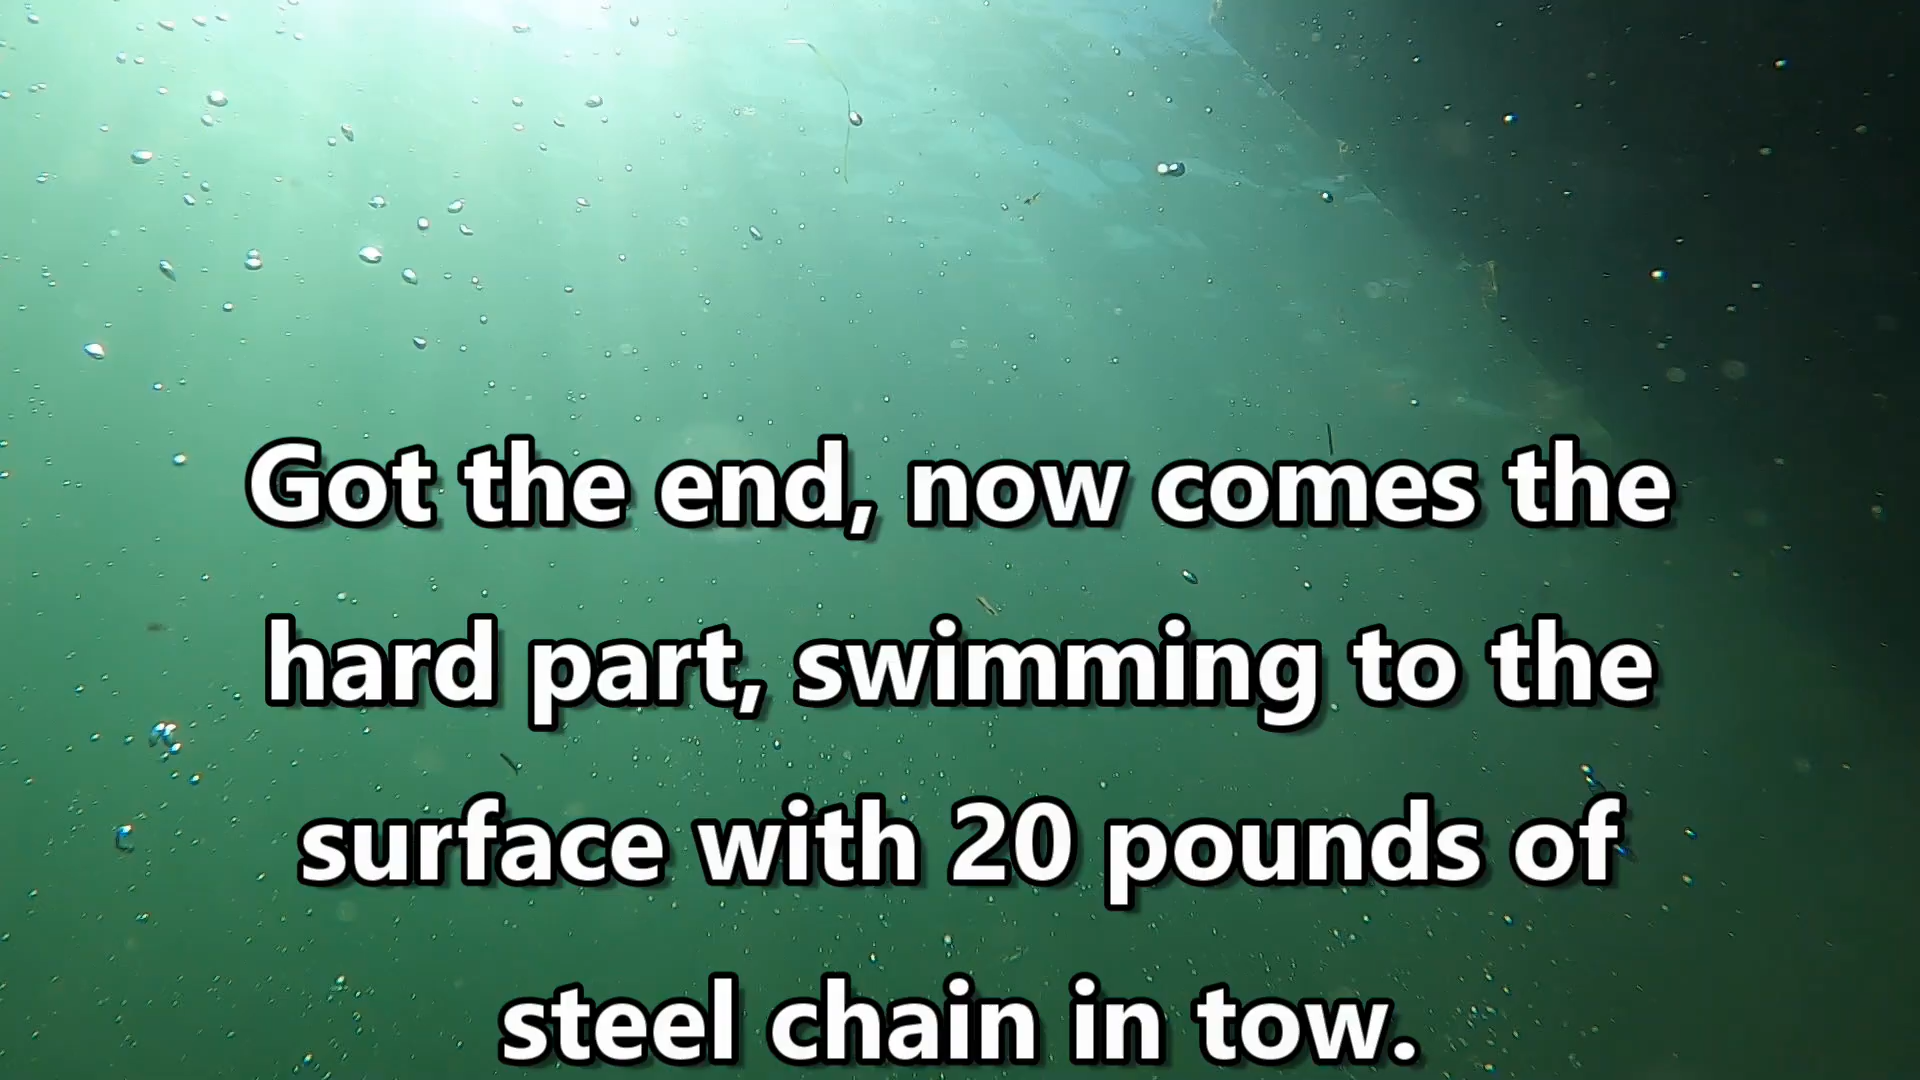 Got the end, now comes the
hard part, swimming to the
surface with 20 pounds of
steel chain in tow.